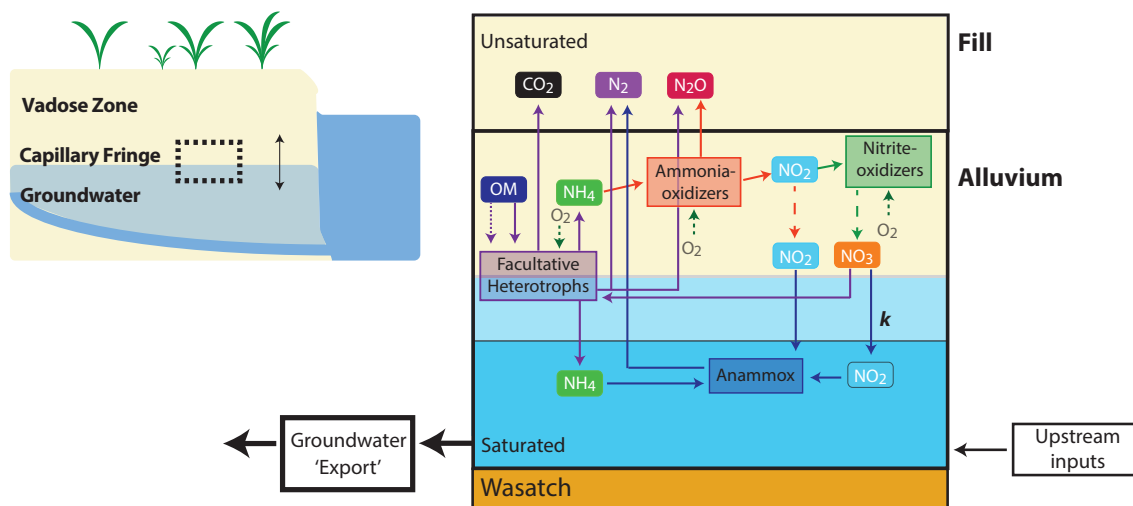 Vadose Zone
Capillary Fringe
Groundwater
Unsaturated
Fill
CO2
N2
N2O
Alluvium
OM
NH4
Ammonia-
oxidizers
NO2
Nitrite-
oxidizers
O2
O2
O2
Facultative
Heterotrophs
NO2
NO3
k
NH4
Anammox
NO2
Saturated
Groundwater
‘Export’
Upstream
inputs
Wasatch